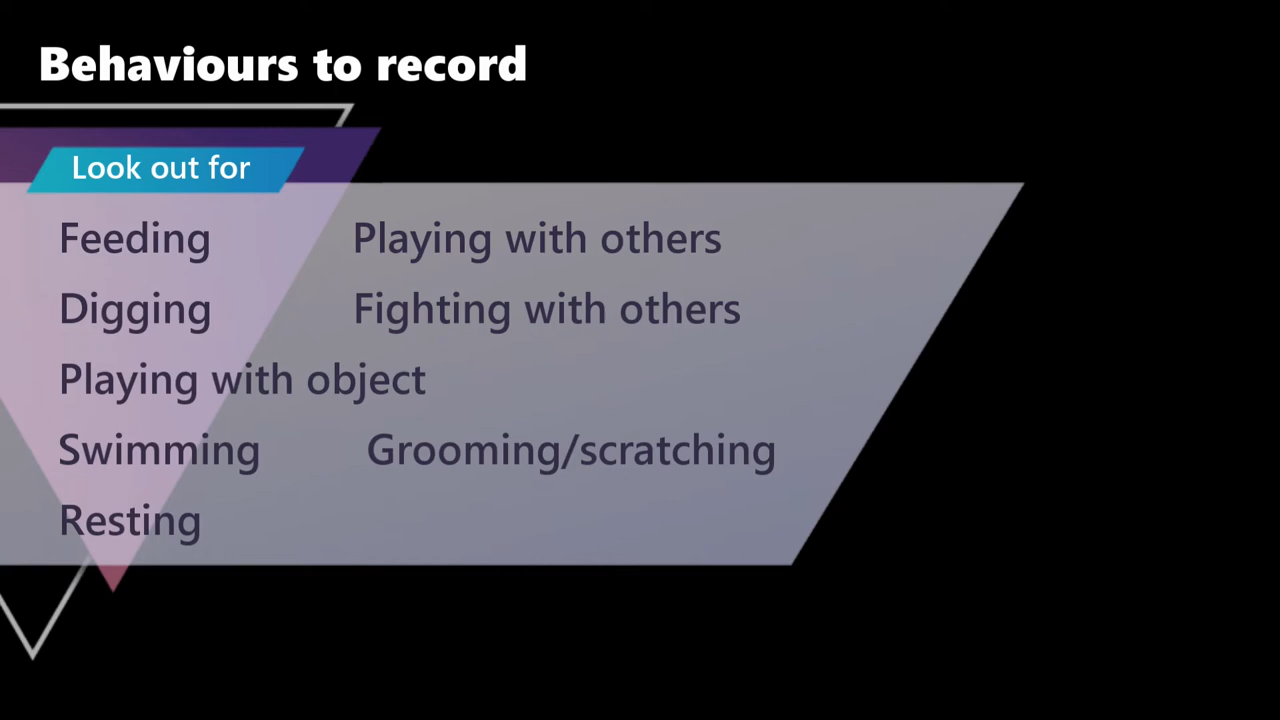 Behaviours to record
Look out for
Feeding Playing with others
Digging Fighting with others
Playing with object
Swimming Grooming/scratching
Resting